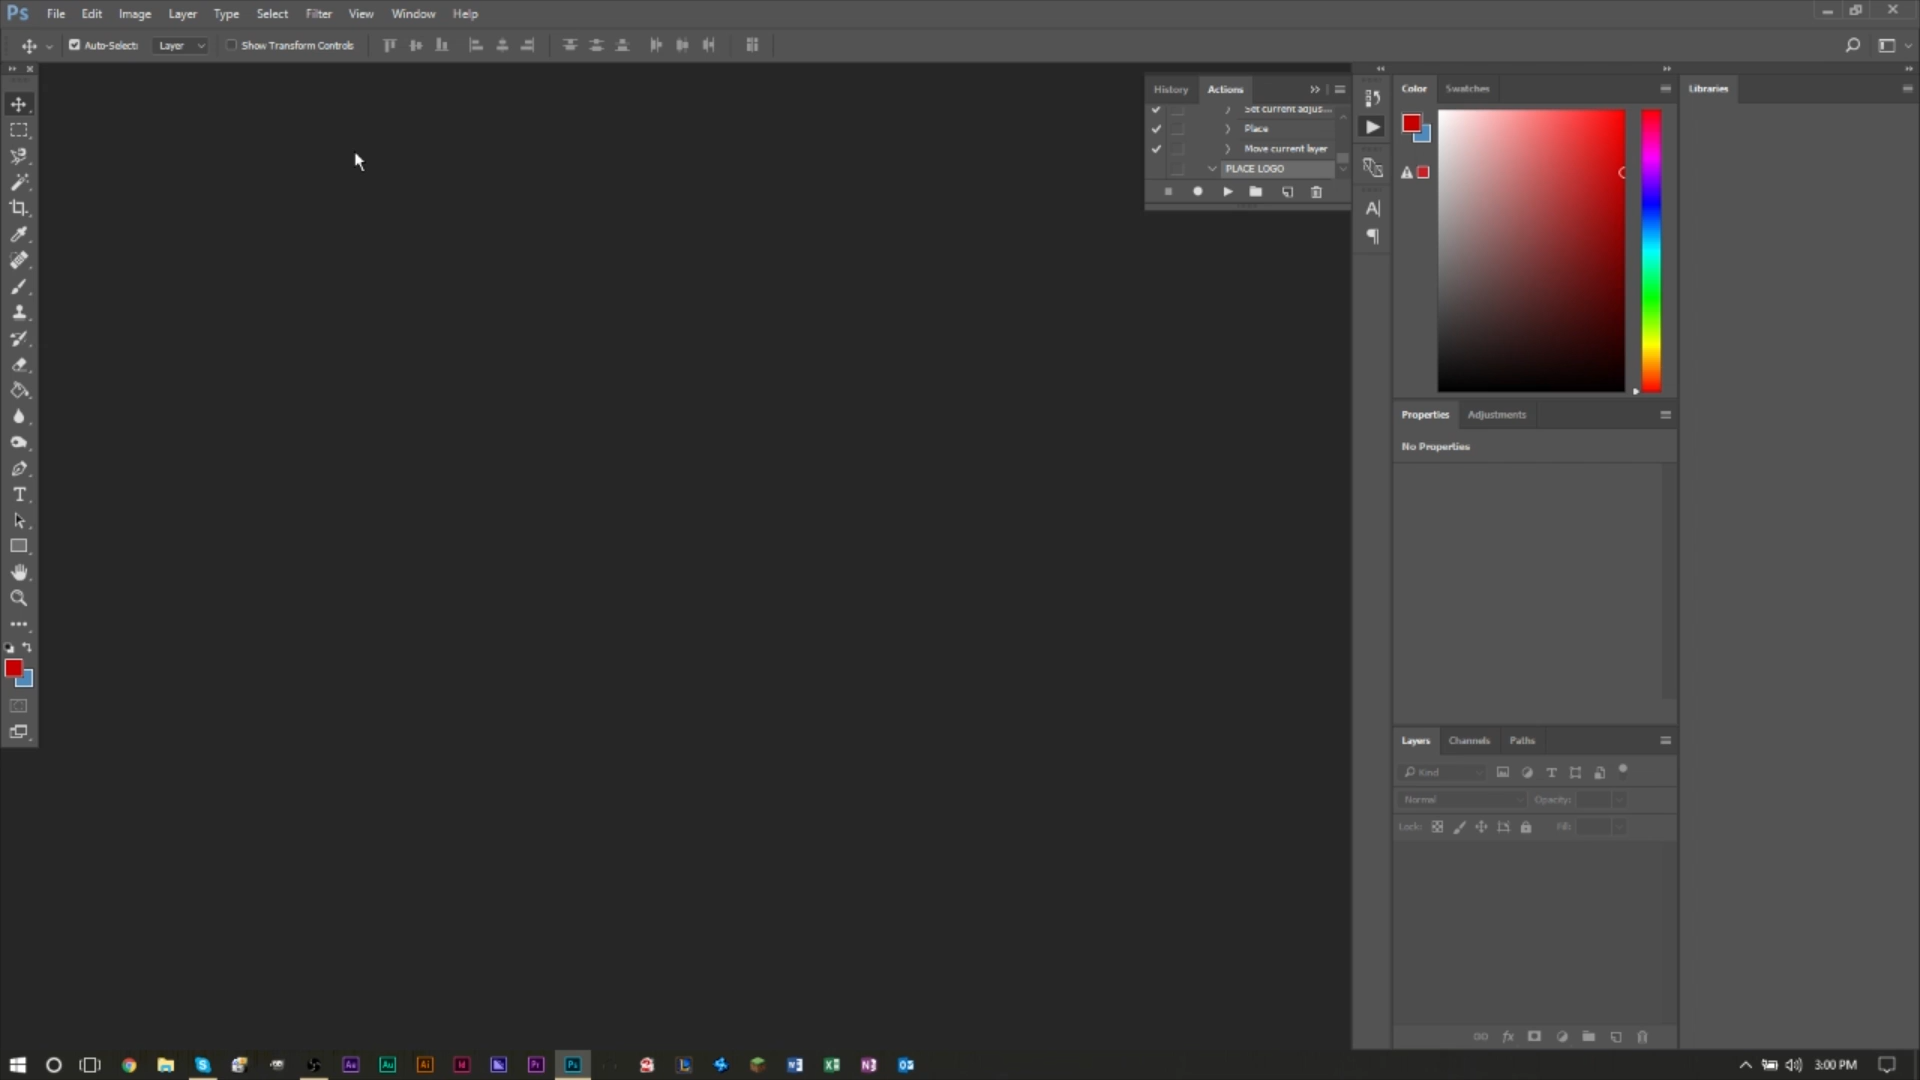 Ps File Edit Image Layer Type Select Filter View Window Help
Auto-Select: Layer Show Transform Controls
History Actions
Set current adjus...
Place
Move current layer
PLACE LOGO
Color Swatches
Libraries
Properties Adjustments
No Properties
Layers Channels Paths
Kind
Normal Opacity:
Lock: Fill:
3:00 PM